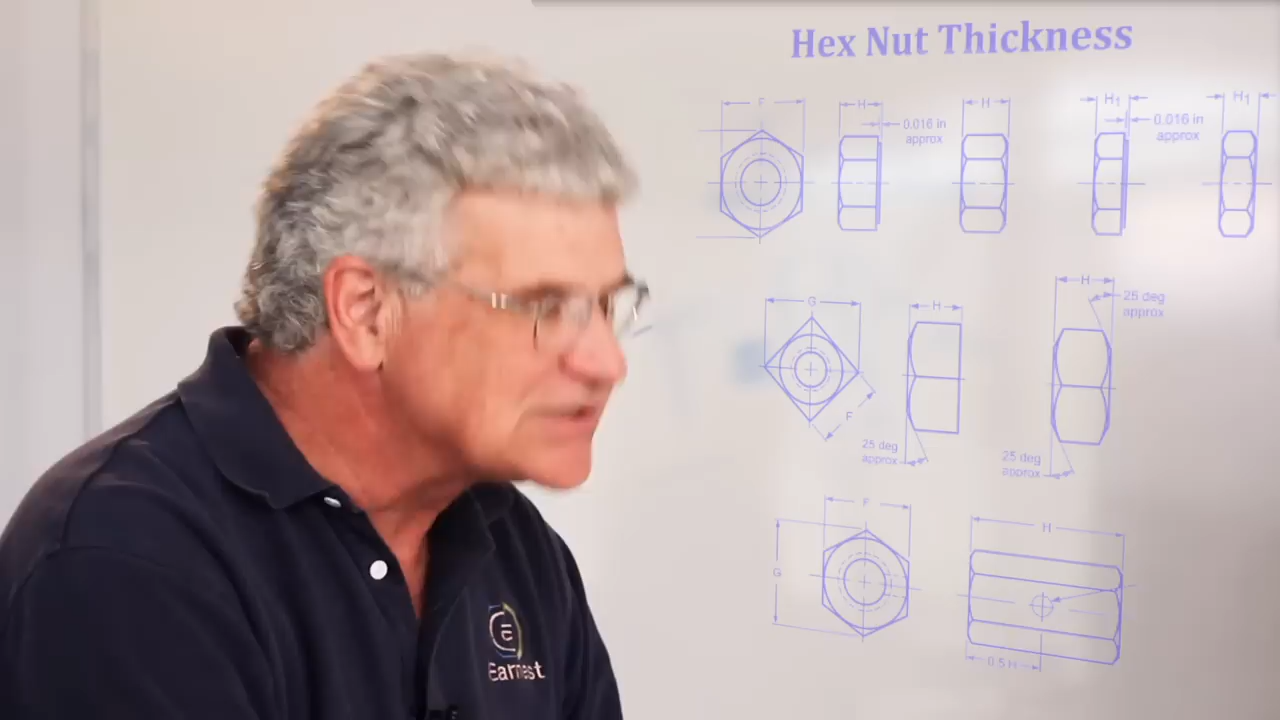 Hex Nut Thickness
F
H
0.016 in
approx
H
H1
0.016 in
approx
H1
G
F
25 deg
approx
H
H
25 deg
approx
25 deg
approx
F
G
H
0.5 H
Earnest